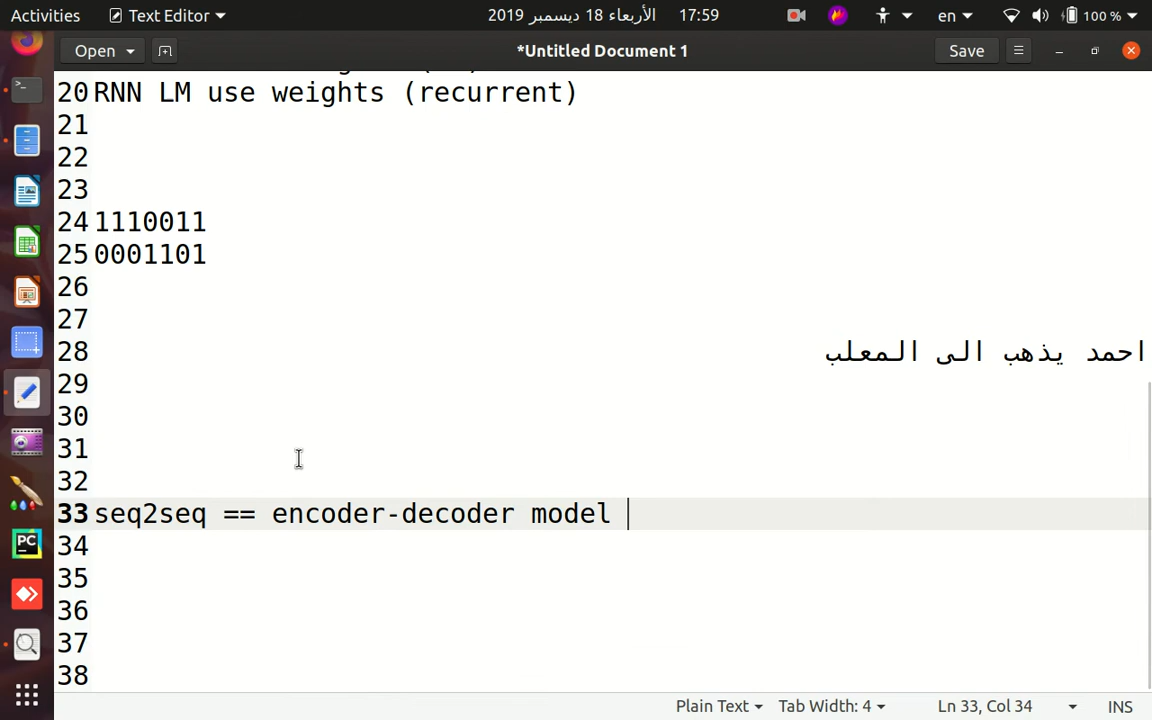 Activities Text Editor الأربعاء 18 ديسمبر 2019 17:59 en 100 %
Open *Untitled Document 1 Save
20 RNN LM use weights (recurrent)
21
22
23
24 1110011
25 0001101
26
27
28 احمد يذهب الى المعلب
29
30
31
32
33 seq2seq == encoder-decoder model
34
35
36
37
38
Plain Text Tab Width: 4 Ln 33, Col 34 INS